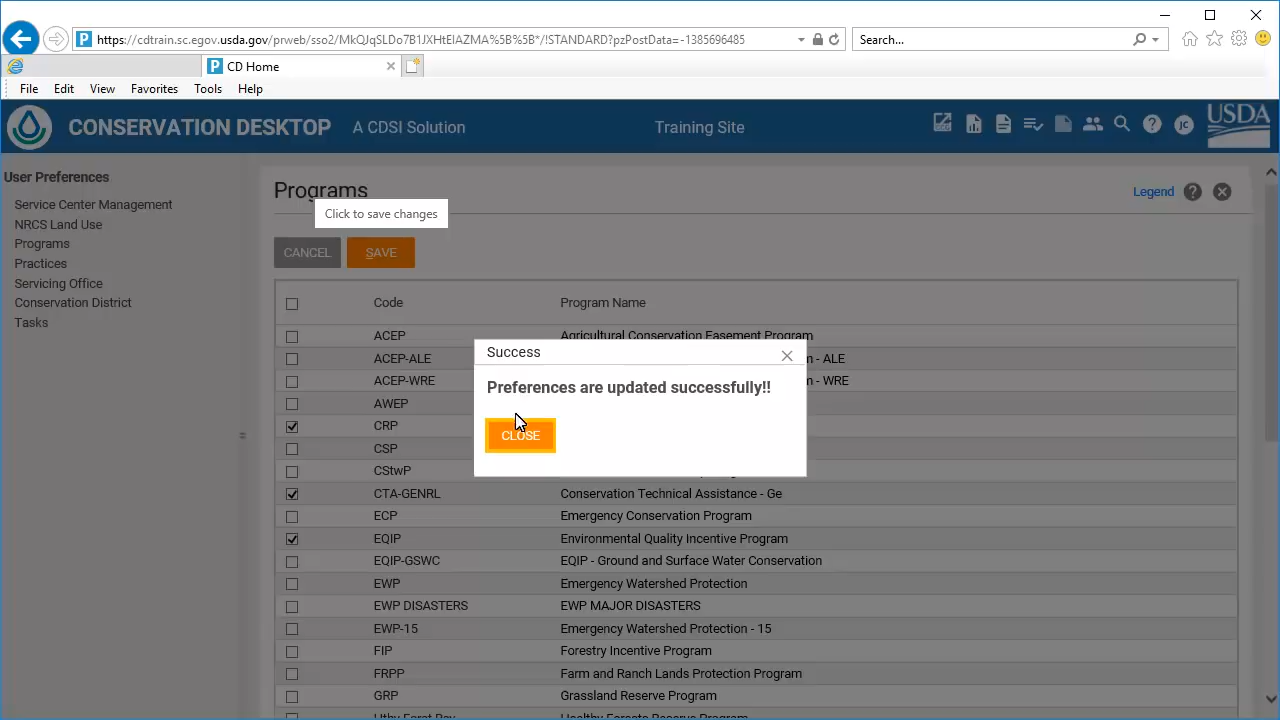 https://cdtrain.sc.egov.usda.gov/prweb/sso2/MkQJqSLDo7B1JXHtElAZMA%5B%5B*/!STANDARD?pzPostData=-1389596485
Search...
CD Home
File Edit View Favorites Tools Help
CONSERVATION DESKTOP A CDSI Solution Training Site JC USDA
User Preferences
Service Center Management
NRCS Land Use
Programs
Practices
Servicing Office
Conservation District
Tasks
Programs Legend
Click to save changes
CANCEL SAVE
Code Program Name
ACEP Agricultural Conservation Easement Program
ACEP-ALE - ALE
ACEP-WRE - WRE
AWEP
CRP
CSP
CStwP
CTA-GENRL Conservation Technical Assistance - Ge
ECP Emergency Conservation Program
EQIP Environmental Quality Incentive Program
EQIP-GSWC EQIP - Ground and Surface Water Conservation
EWP Emergency Watershed Protection
EWP DISASTERS EWP MAJOR DISASTERS
EWP-15 Emergency Watershed Protection - 15
FIP Forestry Incentive Program
FRPP Farm and Ranch Lands Protection Program
GRP Grassland Reserve Program
Success
Preferences are updated successfully!!
CLOSE